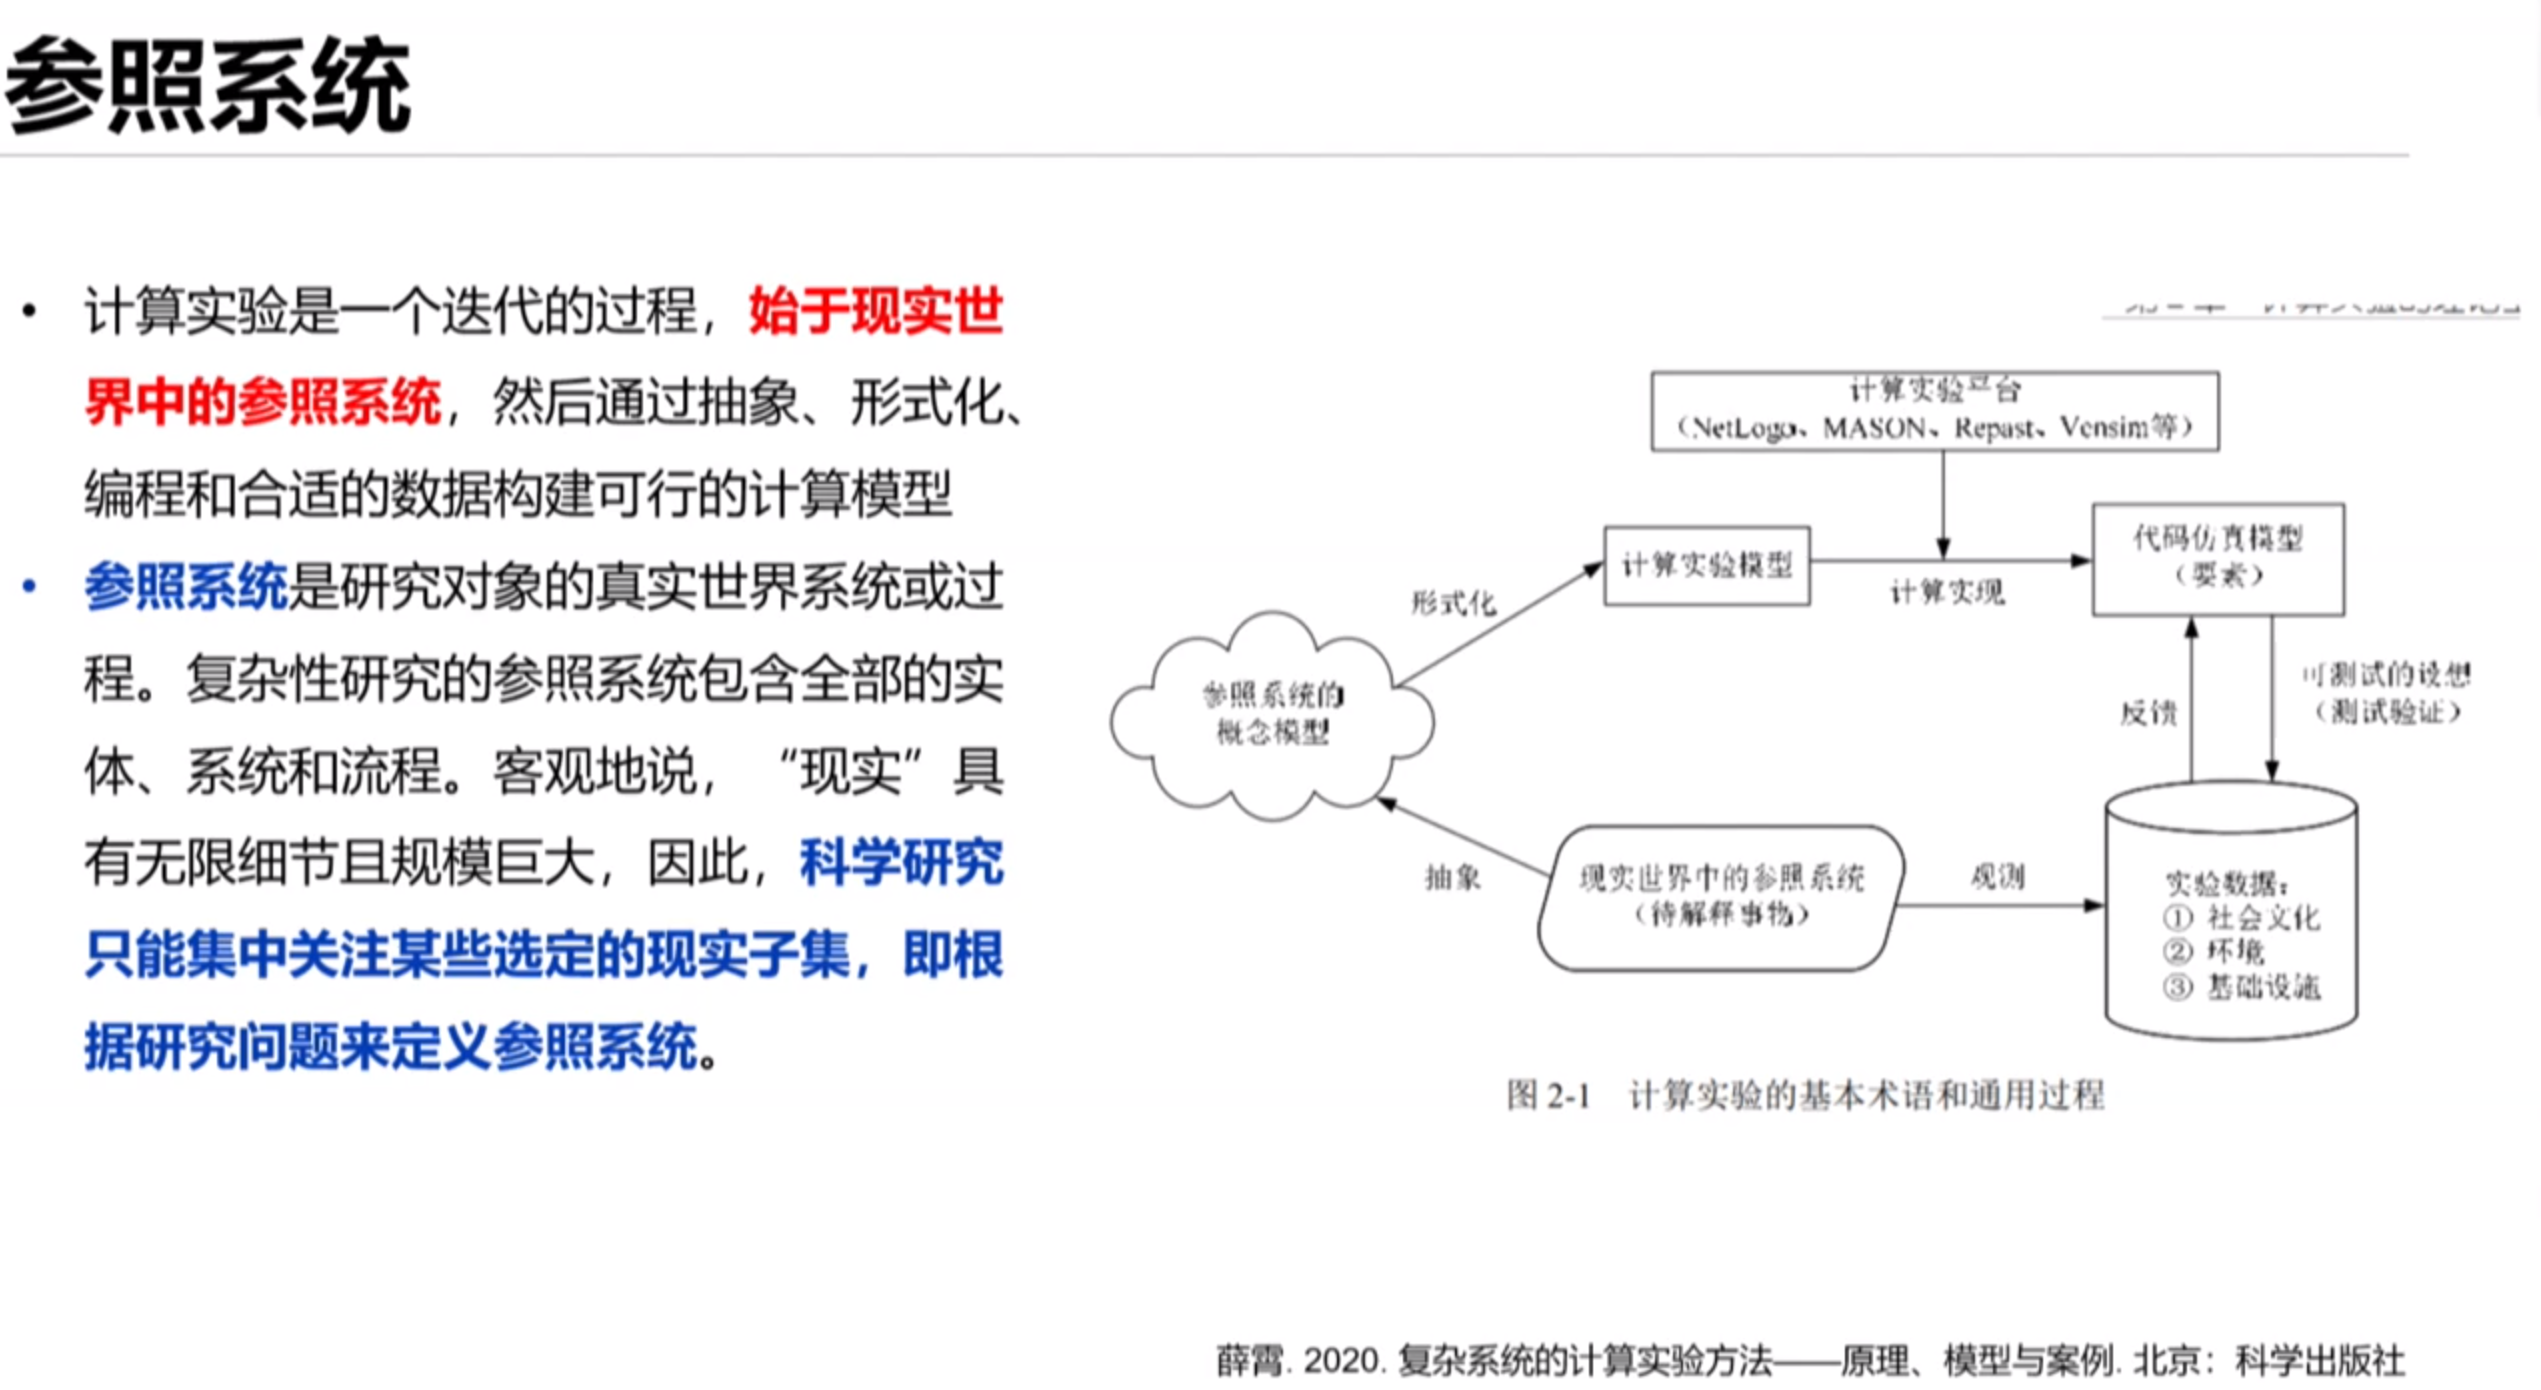 参照系统
• 计算实验是一个迭代的过程，始于现实世
界中的参照系统，然后通过抽象、形式化、
编程和合适的数据构建可行的计算模型
• 参照系统是研究对象的真实世界系统或过
程。复杂性研究的参照系统包含全部的实
体、系统和流程。客观地说，“现实”具
有无限细节且规模巨大，因此，科学研究
只能集中关注某些选定的现实子集，即根
据研究问题来定义参照系统。
计算实验平台
（NetLogo、MASON、Repast、Vensim等）
计算实验模型
计算实现
代码仿真模型
（要素）
形式化
参照系统的
概念模型
反馈
可测试的设想
（测试验证）
抽象
现实世界中的参照系统
（待解释事物）
观测
实验数据：
① 社会文化
② 环境
③ 基础设施
图 2-1 计算实验的基本术语和通用过程
薛霄. 2020. 复杂系统的计算实验方法——原理、模型与案例. 北京：科学出版社